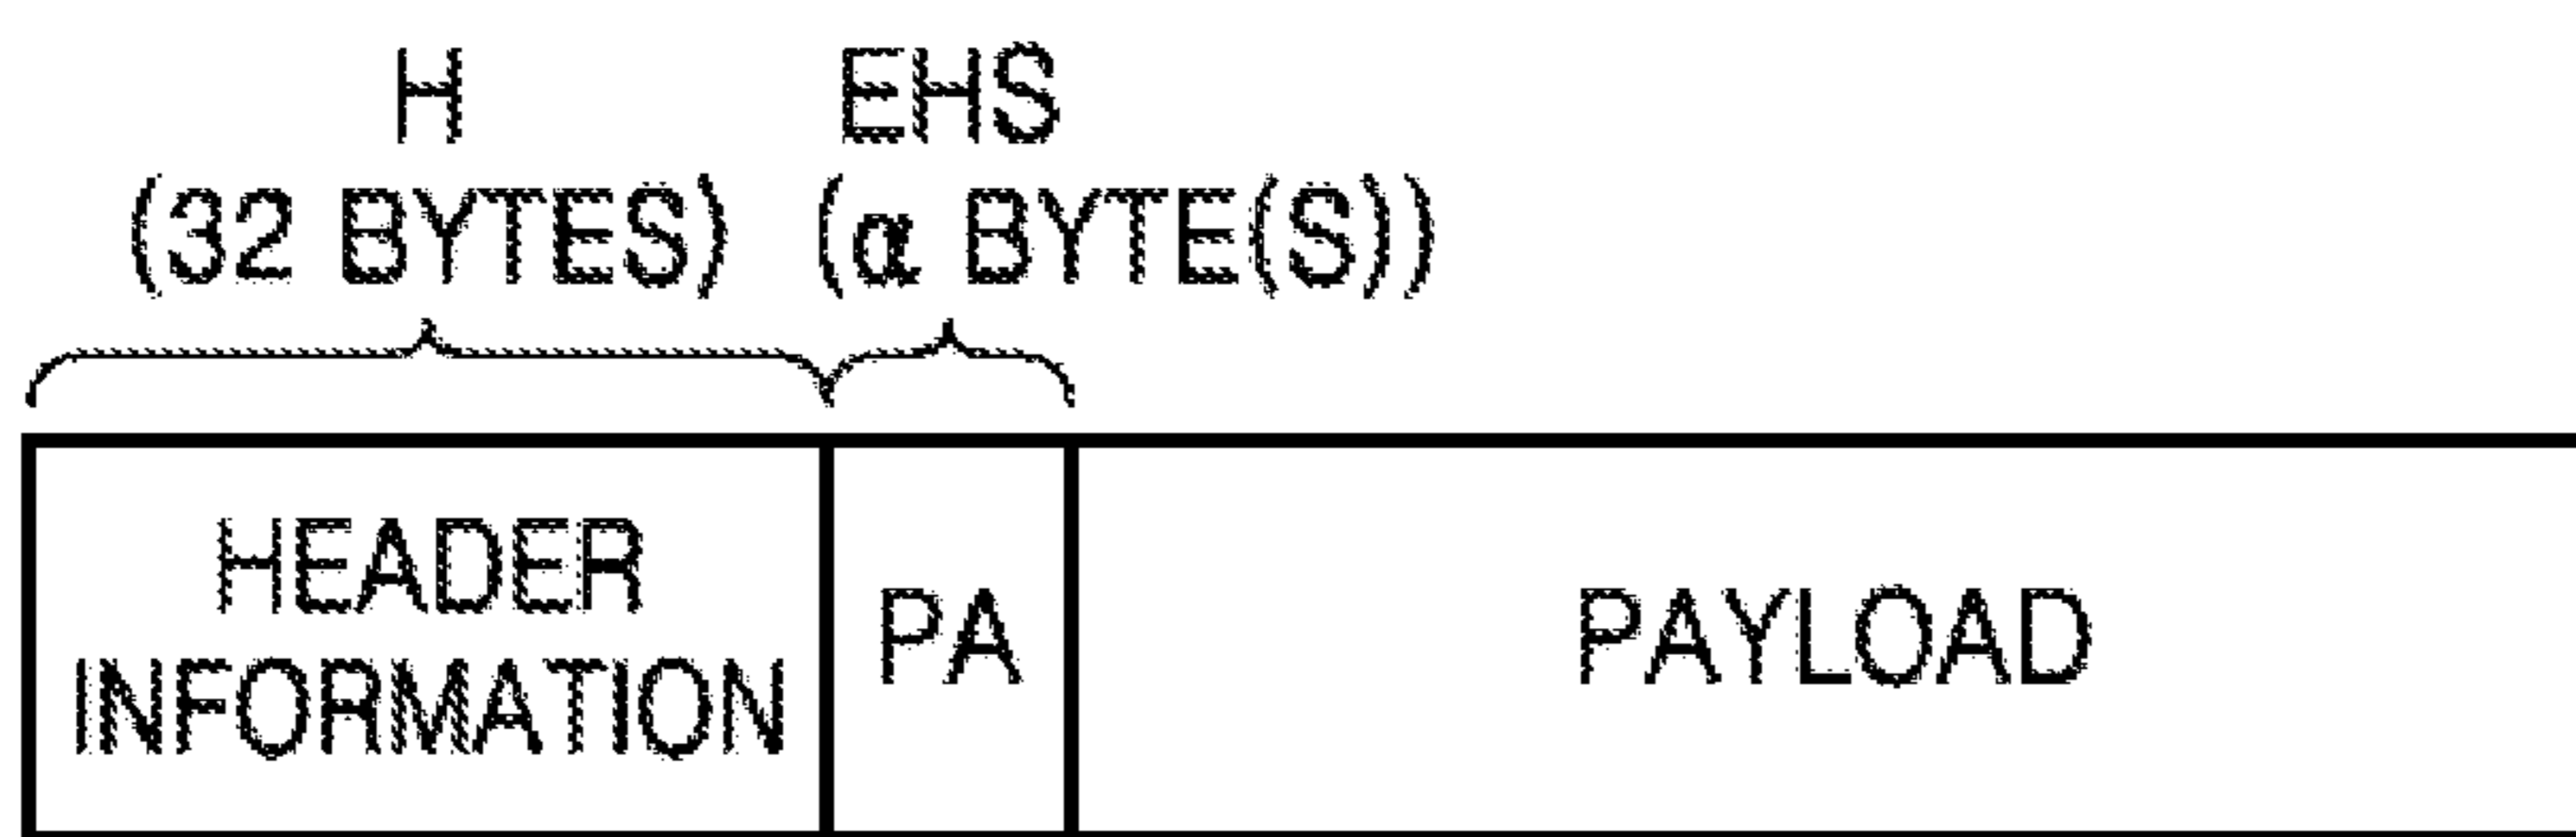 H
(32 BYTES)
EHS
(α BYTE(S))
HEADER
INFORMATION
PA
PAYLOAD